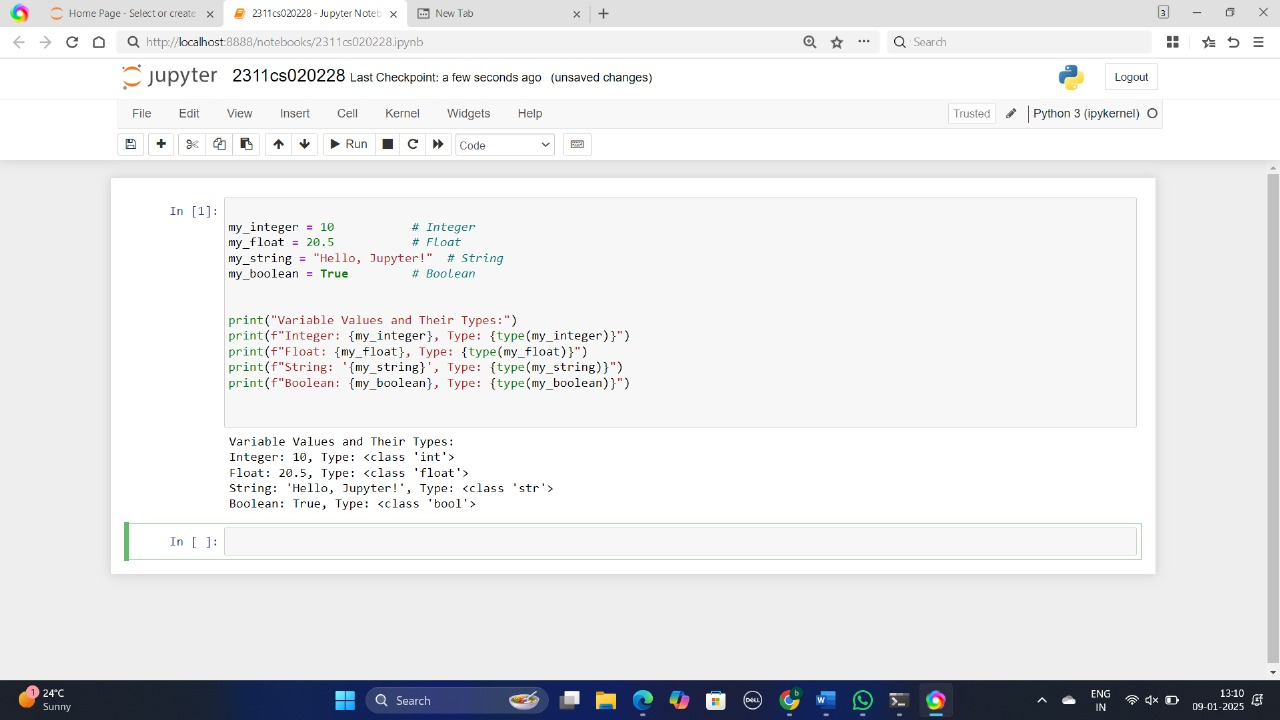 Home Page - Select or create
2311cs020228 - Jupyter Noteb
New Tab
3
http://localhost:8888/notebooks/2311cs020228.ipynb
Search
jupyter 2311cs020228 Last Checkpoint: a few seconds ago (unsaved changes)
Logout
File Edit View Insert Cell Kernel Widgets Help
Trusted
Python 3 (ipykernel)
Run
Code
In [1]:
my_integer = 10 # Integer
my_float = 20.5 # Float
my_string = "Hello, Jupyter!" # String
my_boolean = True # Boolean
print("Variable Values and Their Types:")
print(f"Integer: {my_integer}, Type: {type(my_integer)}")
print(f"Float: {my_float}, Type: {type(my_float)}")
print(f"String: '{my_string}', Type: {type(my_string)}")
print(f"Boolean: {my_boolean}, Type: {type(my_boolean)}")
Variable Values and Their Types:
Integer: 10, Type: <class 'int'>
Float: 20.5, Type: <class 'float'>
String: 'Hello, Jupyter!', Type: <class 'str'>
Boolean: True, Type: <class 'bool'>
In [ ]:
1
24°C
Sunny
Search
DELL
b
W
ENG
IN
13:10
09-01-2025